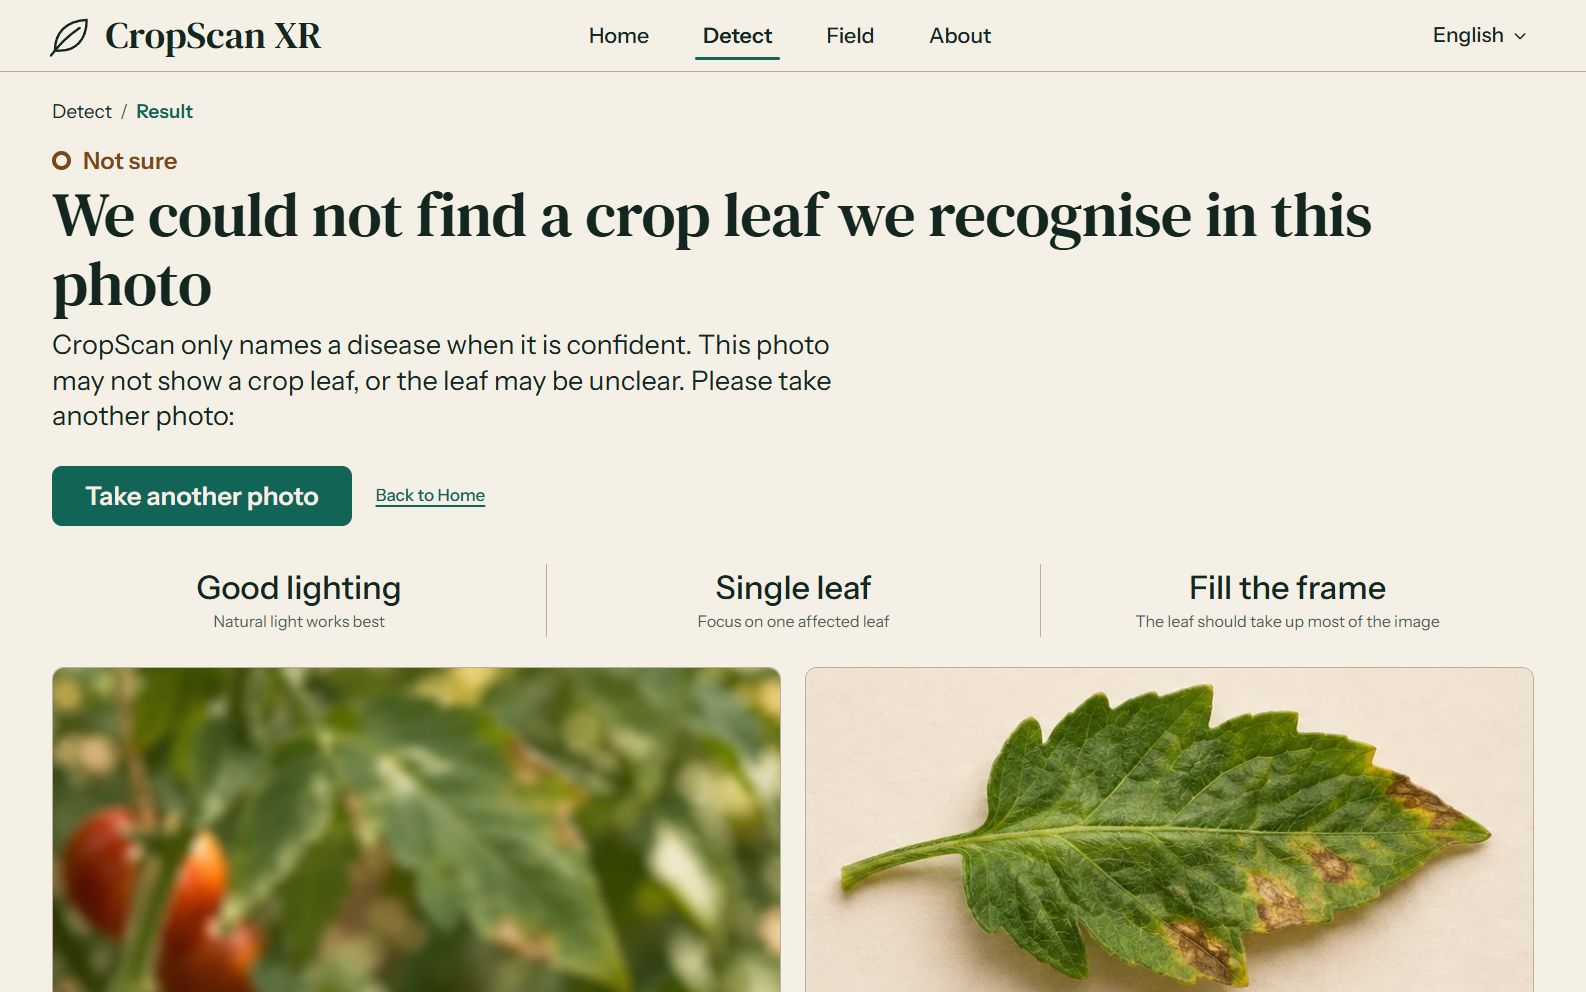 CropScan XR
Home
Detect
Field
About
English
Detect / Result
Not sure
We could not find a crop leaf we recognise in this
photo
CropScan only names a disease when it is confident. This photo
may not show a crop leaf, or the leaf may be unclear. Please take
another photo:
Take another photo
Back to Home
Good lighting
Natural light works best
Single leaf
Focus on one affected leaf
Fill the frame
The leaf should take up most of the image